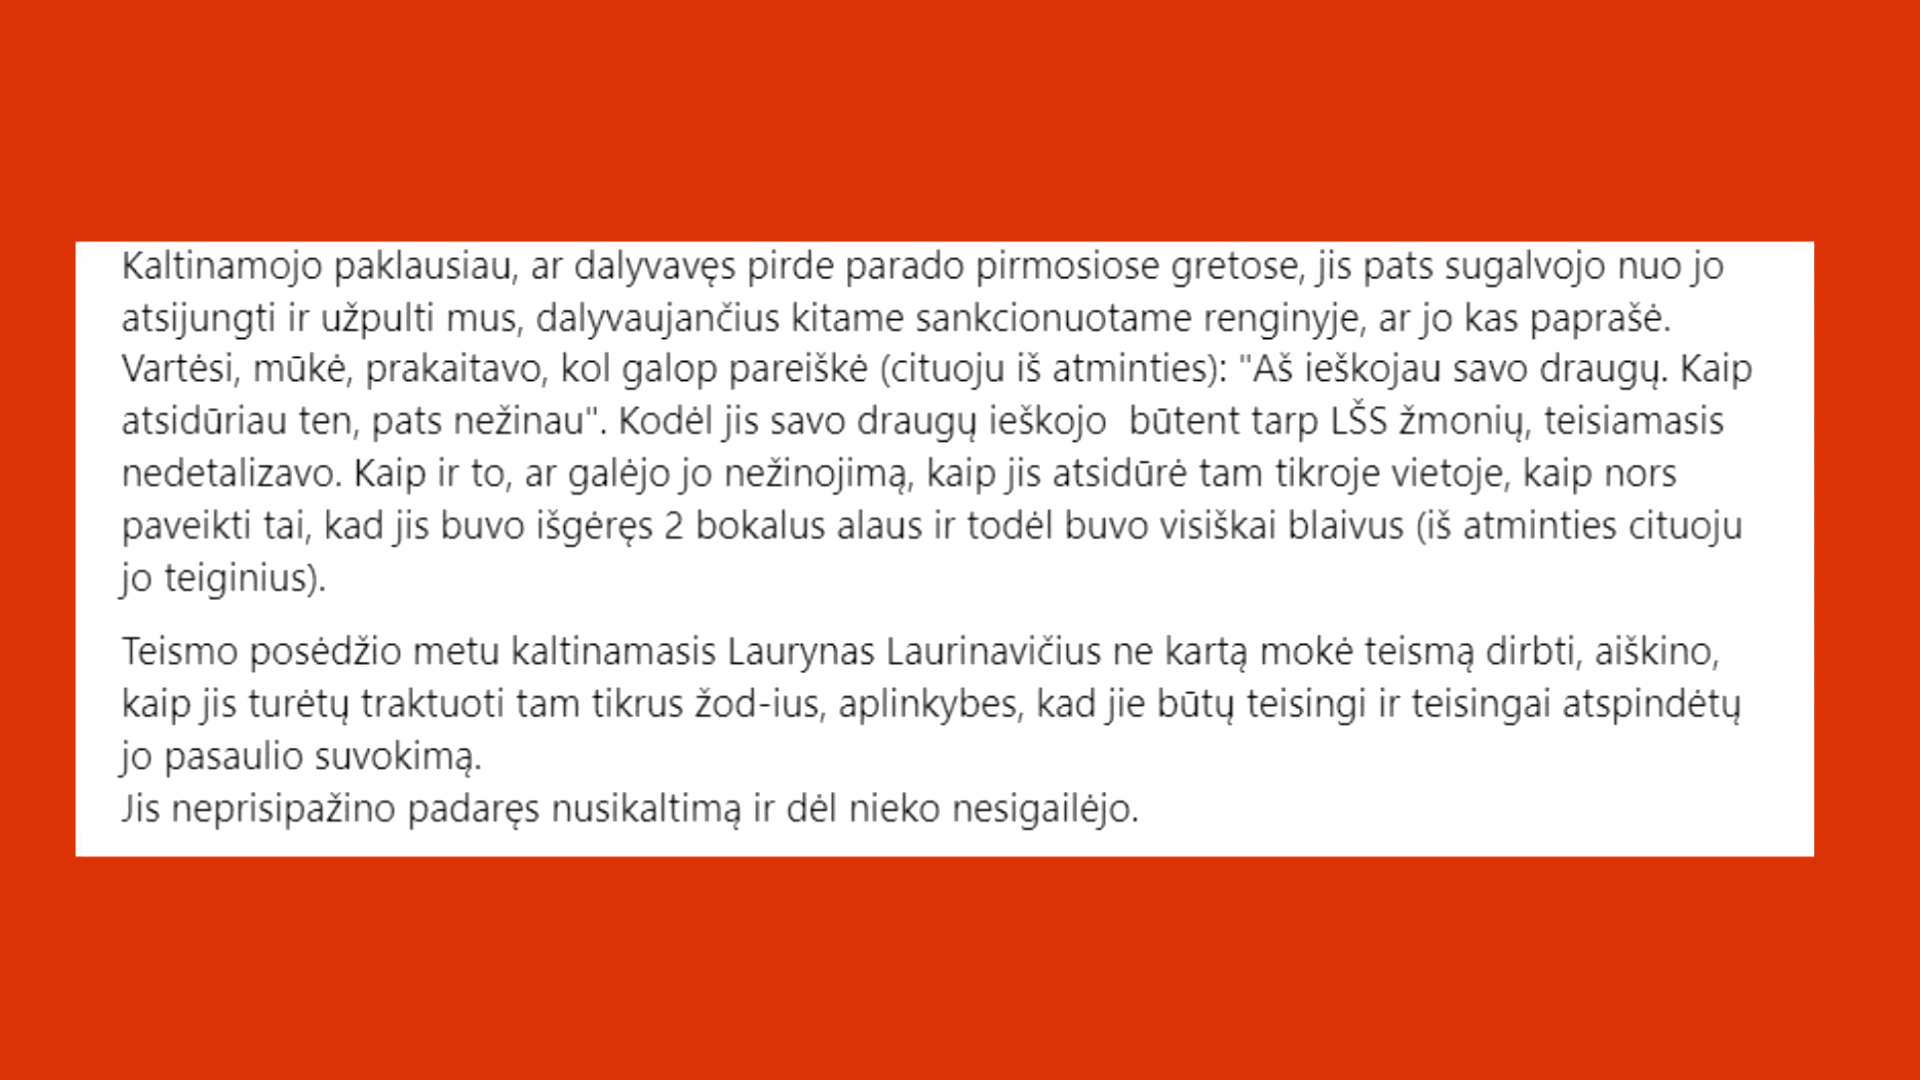 Kaltinamojo paklausiau, ar dalyvavęs pirde parado pirmosiose gretose, jis pats sugalvojo nuo jo
atsijungti ir užpulti mus, dalyvaujančius kitame sankcionuotame renginyje, ar jo kas paprašė.
Vartėsi, mūkė, prakaitavo, kol galop pareiškė (cituoju iš atminties): "Aš ieškojau savo draugų. Kaip
atsidūriau ten, pats nežinau". Kodėl jis savo draugų ieškojo  būtent tarp LŠS žmonių, teisiamasis
nedetalizavo. Kaip ir to, ar galėjo jo nežinojimą, kaip jis atsidūrė tam tikroje vietoje, kaip nors
paveikti tai, kad jis buvo išgėręs 2 bokalus alaus ir todėl buvo visiškai blaivus (iš atminties cituoju
jo teiginius).
Teismo posėdžio metu kaltinamasis Laurynas Laurinavičius ne kartą mokė teismą dirbti, aiškino,
kaip jis turėtų traktuoti tam tikrus žod-ius, aplinkybes, kad jie būtų teisingi ir teisingai atspindėtų
jo pasaulio suvokimą.
Jis neprisipažino padaręs nusikaltimą ir dėl nieko nesigailėjo.